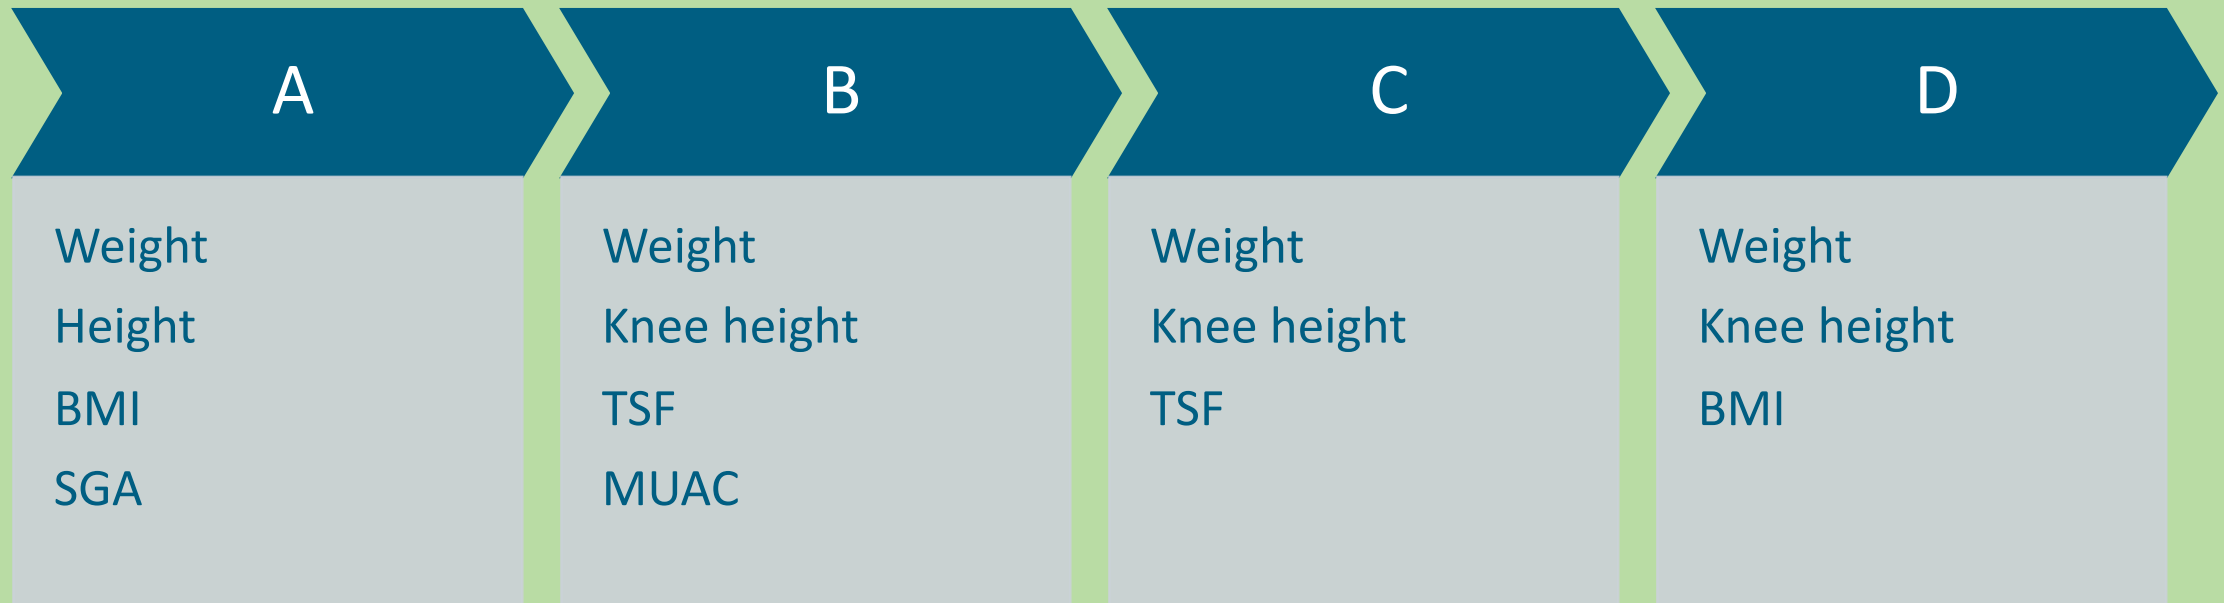 A
Weight
Height
BMI
SGA
B
Weight
Knee height
TSF
MUAC
C
Weight
Knee height
TSF
D
Weight
Knee height
BMI